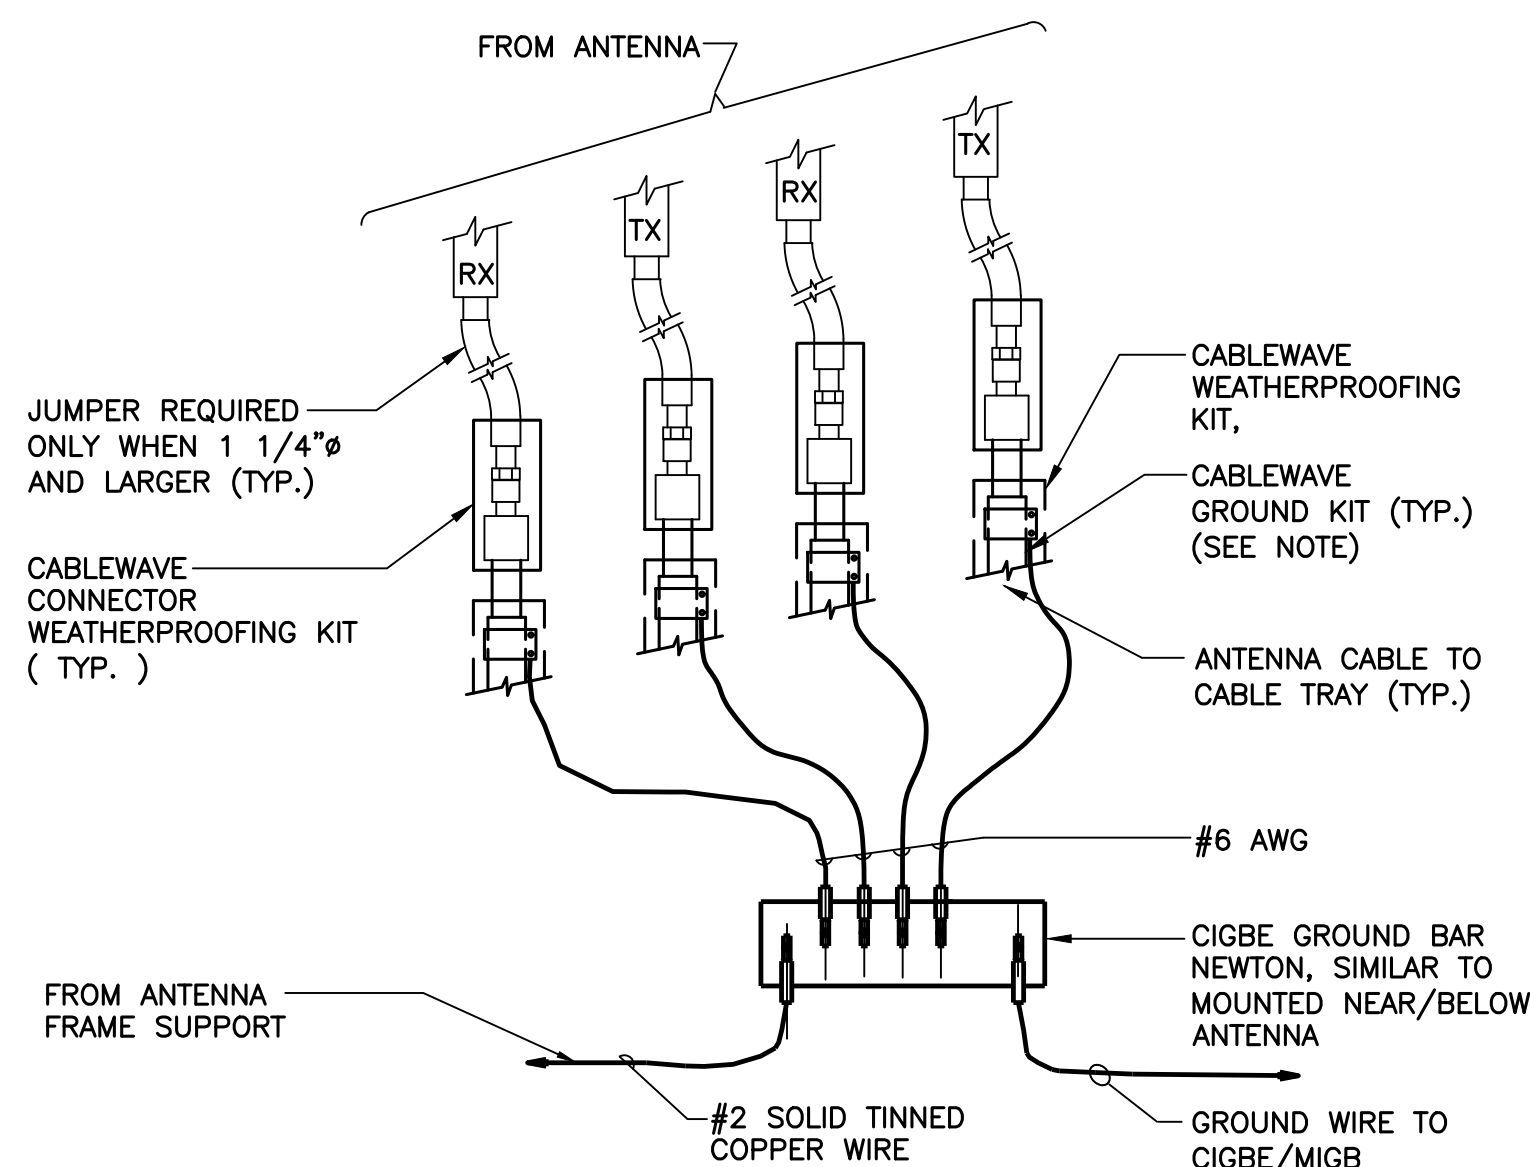 FROM ANTENNA
TX
RX
TX
RX
JUMPER REQUIRED
ONLY WHEN 1 1/4"ø
AND LARGER (TYP.)
CABLEWAVE
CONNECTOR
WEATHERPROOFING KIT
( TYP. )
CABLEWAVE
WEATHERPROOFING
KIT,
CABLEWAVE
GROUND KIT (TYP.)
(SEE NOTE)
ANTENNA CABLE TO
CABLE TRAY (TYP.)
#6 AWG
CIGBE GROUND BAR
NEWTON, SIMILAR TO
MOUNTED NEAR/BELOW
ANTENNA
FROM ANTENNA
FRAME SUPPORT
#2 SOLID TINNED
COPPER WIRE
GROUND WIRE TO
CIGBE/MIGB